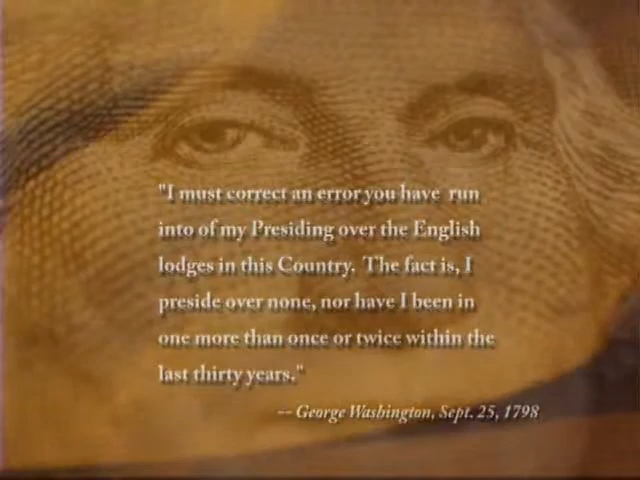 "I must correct an error you have run
into of my Presiding over the English
lodges in this Country. The fact is, I
preside over none, nor have I been in
one more than once or twice within the
last thirty years."
-- George Washington, Sept. 25, 1798